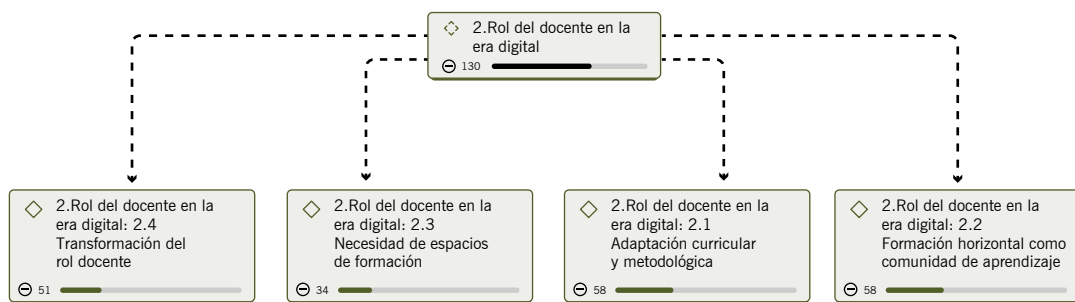 2.Rol del docente en la
era digital
130
2.Rol del docente en la
era digital: 2.4
Transformación del
rol docente
51
2.Rol del docente en la
era digital: 2.3
Necesidad de espacios
de formación
34
2.Rol del docente en la
era digital: 2.1
Adaptación curricular
y metodológica
58
2.Rol del docente en la
era digital: 2.2
Formación horizontal como
comunidad de aprendizaje
58